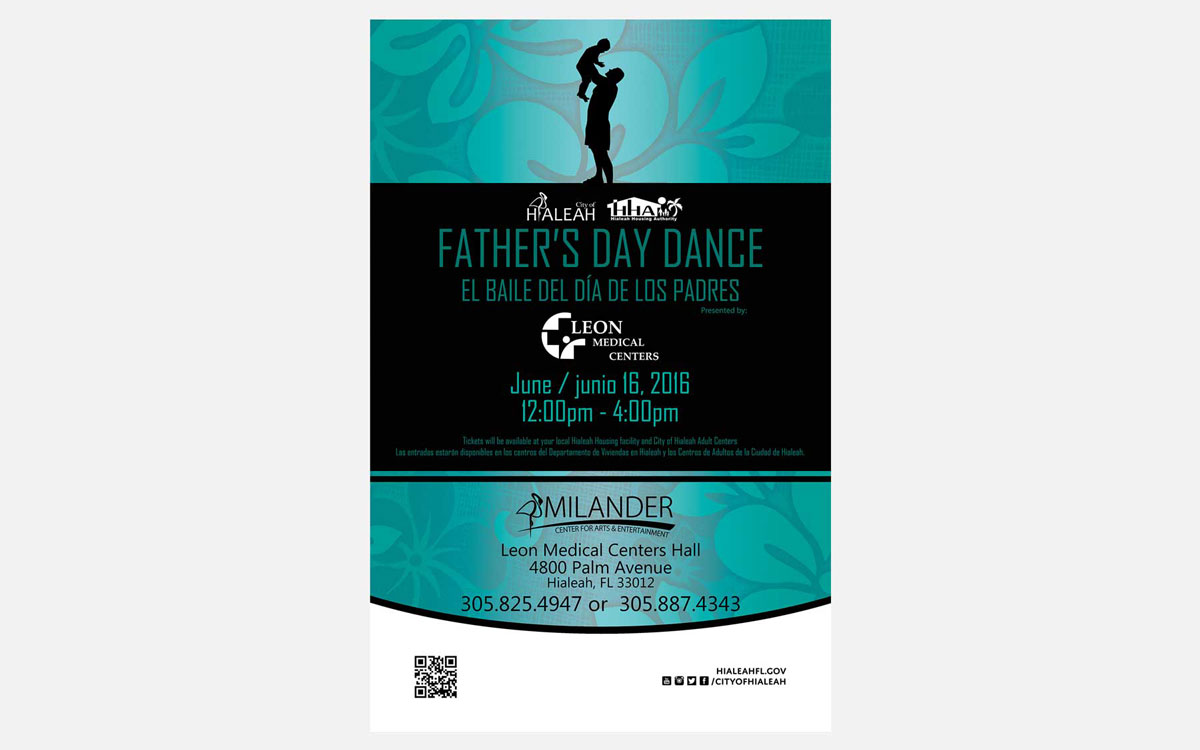 City of
HIALEAH
HHA
Hialeah Housing Authority
FATHER'S DAY DANCE
EL BAILE DEL DÍA DE LOS PADRES
Presented by:
LEON
MEDICAL
CENTERS
June / junio 16, 2016
12:00pm - 4:00pm
Tickets will be available at your local Hialeah Housing facility and City of Hialeah Adult Centers
Las entradas estarán disponibles en los centros del Departamento de Viviendas en Hialeah y los Centros de Adultos de la Ciudad de Hialeah.
MILANDER
CENTER FOR ARTS & ENTERTAINMENT
Leon Medical Centers Hall
4800 Palm Avenue
Hialeah, FL 33012
305.825.4947 or 305.887.4343
HIALEAHFL.GOV
/CITYOFHIALEAH